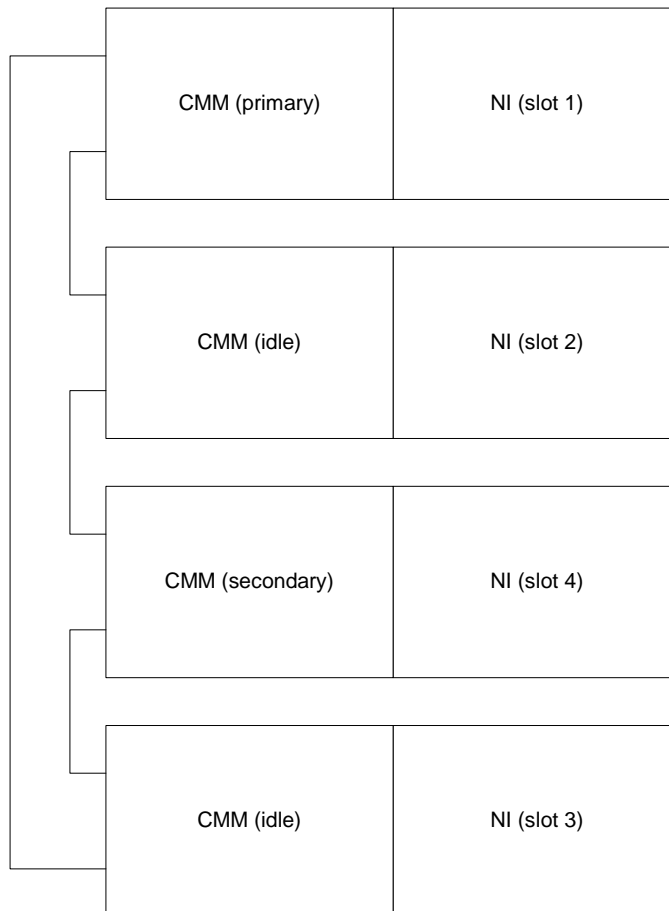 CMM (primary)
NI (slot 1)
CMM (idle)
NI (slot 2)
CMM (secondary)
NI (slot 4)
CMM (idle)
NI (slot 3)